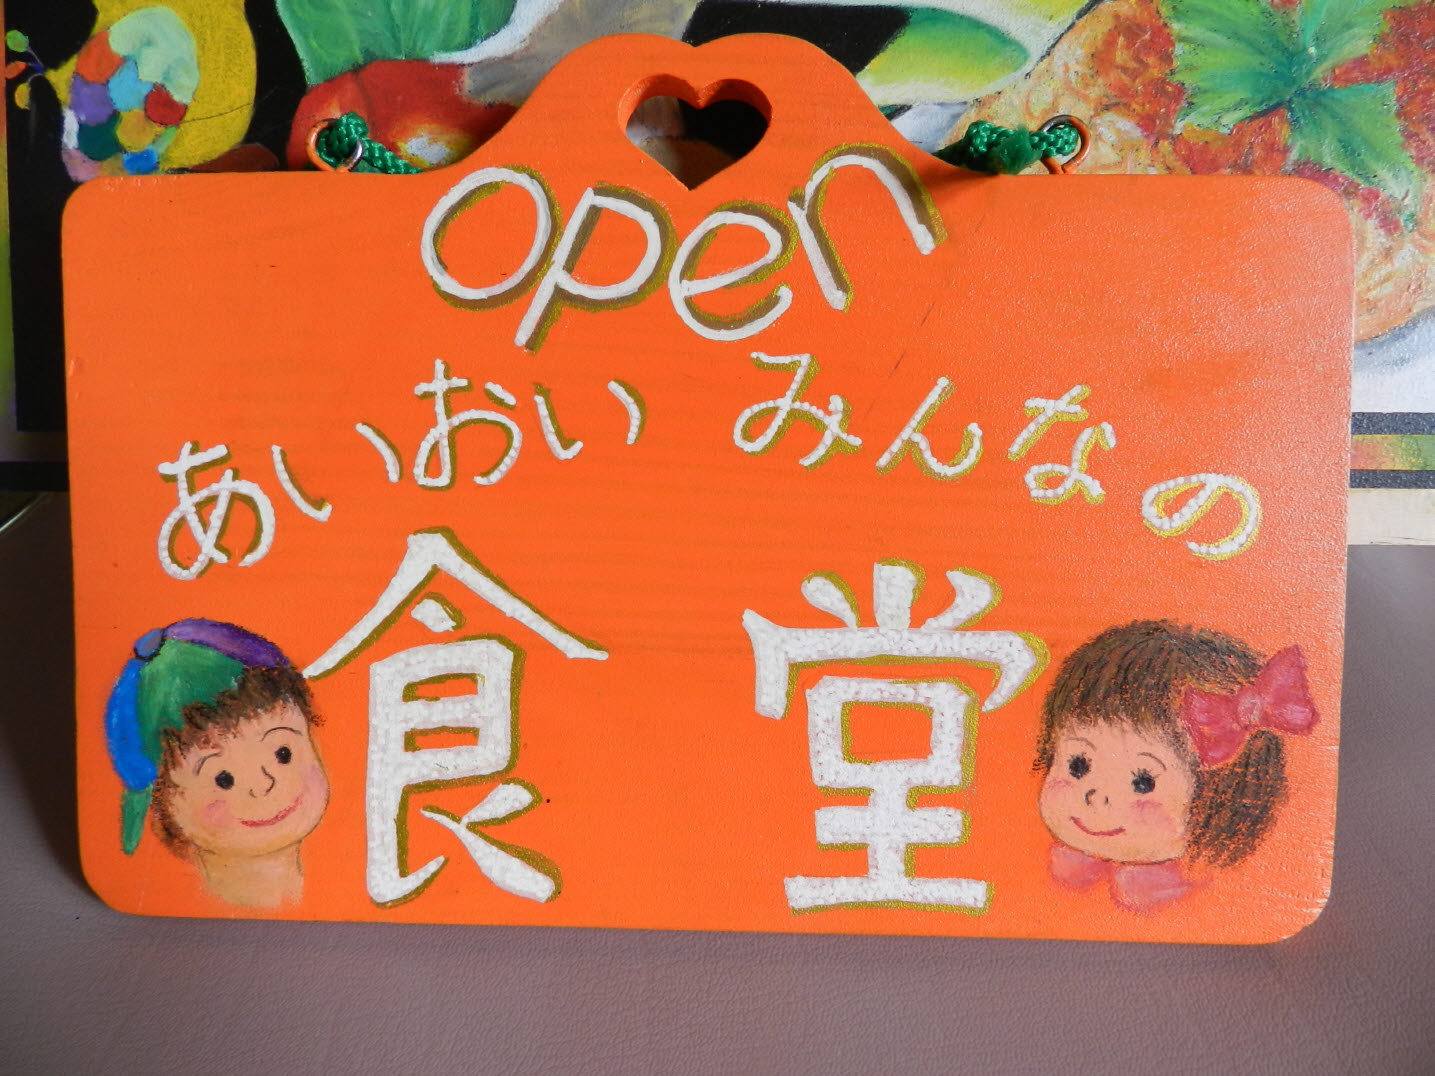 open
あいおい みんなの
食堂